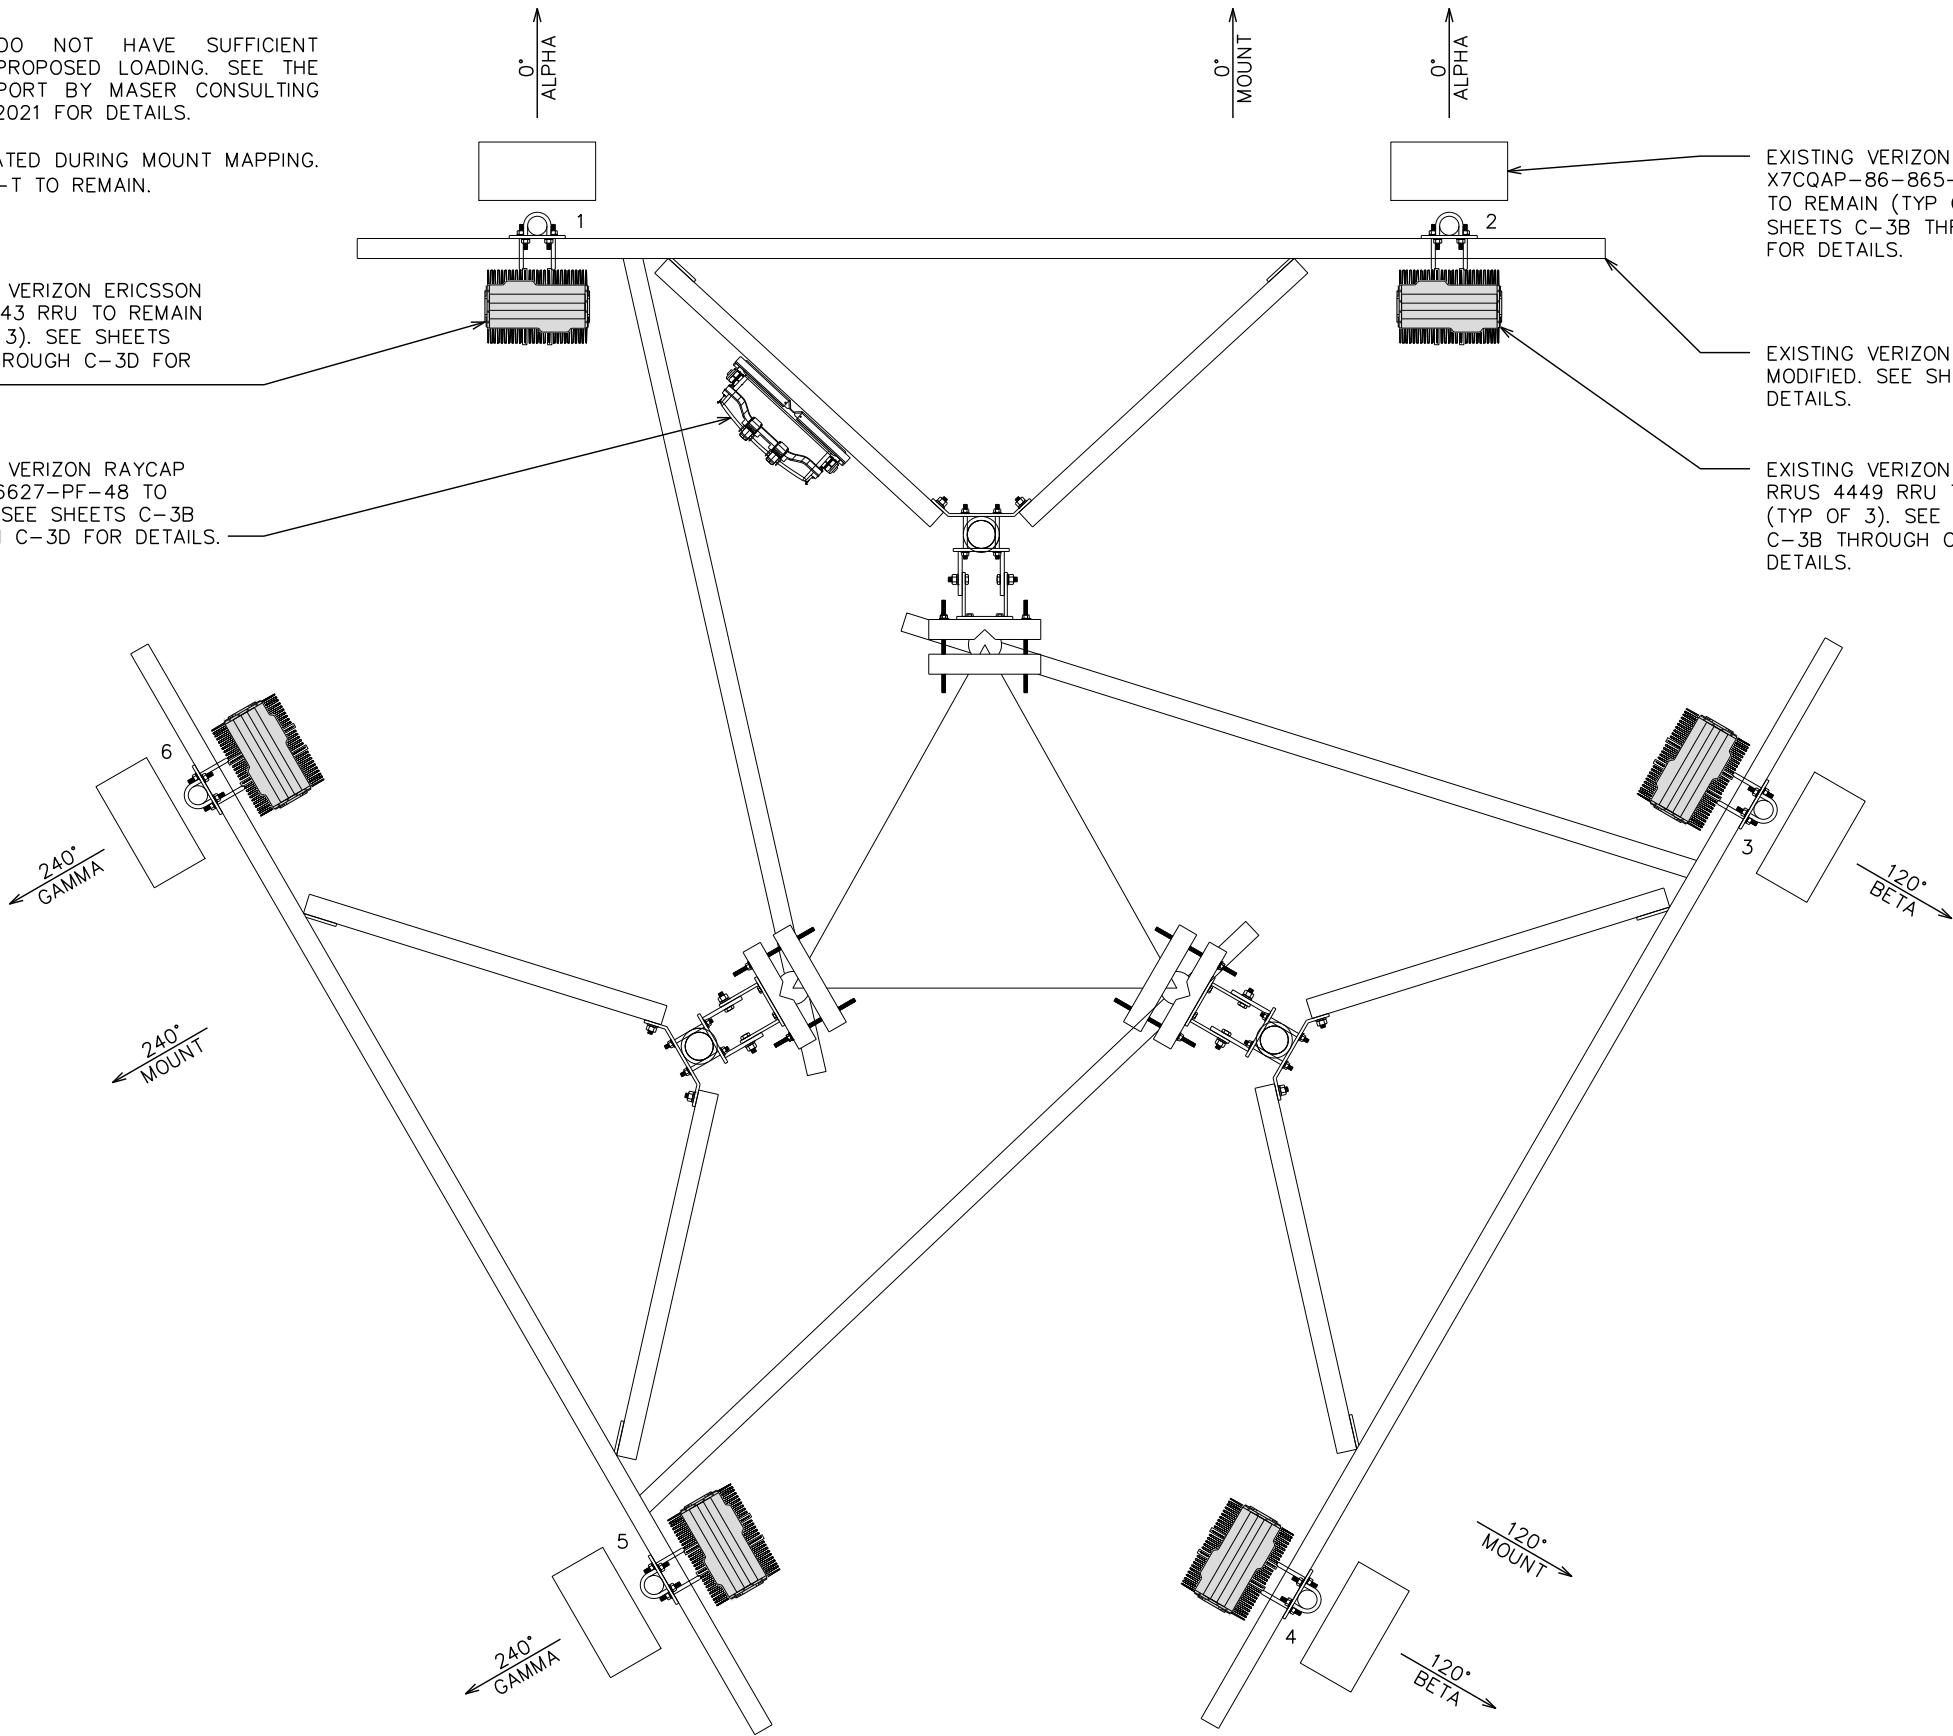 DO NOT HAVE SUFFICIENT
PROPOSED LOADING. SEE THE
PORT BY MASER CONSULTING
2021 FOR DETAILS.
ATED DURING MOUNT MAPPING.
-T TO REMAIN.
0°
ALPHA
0°
MOUNT
0°
ALPHA
1
2
VERIZON ERICSSON
43 RRU TO REMAIN
3). SEE SHEETS
ROUGH C-3D FOR
VERIZON RAYCAP
6627-PF-48 TO
SEE SHEETS C-3B
C-3D FOR DETAILS.
EXISTING VERIZON
X7CQAP-86-865-
TO REMAIN (TYP
SHEETS C-3B THR
FOR DETAILS.
EXISTING VERIZON
MODIFIED. SEE SH
DETAILS.
EXISTING VERIZON
RRUS 4449 RRU
(TYP OF 3). SEE
C-3B THROUGH C
DETAILS.
6
240°
GAMMA
240°
MOUNT
3
120°
BETA
5
240°
GAMMA
4
120°
MOUNT
120°
BETA